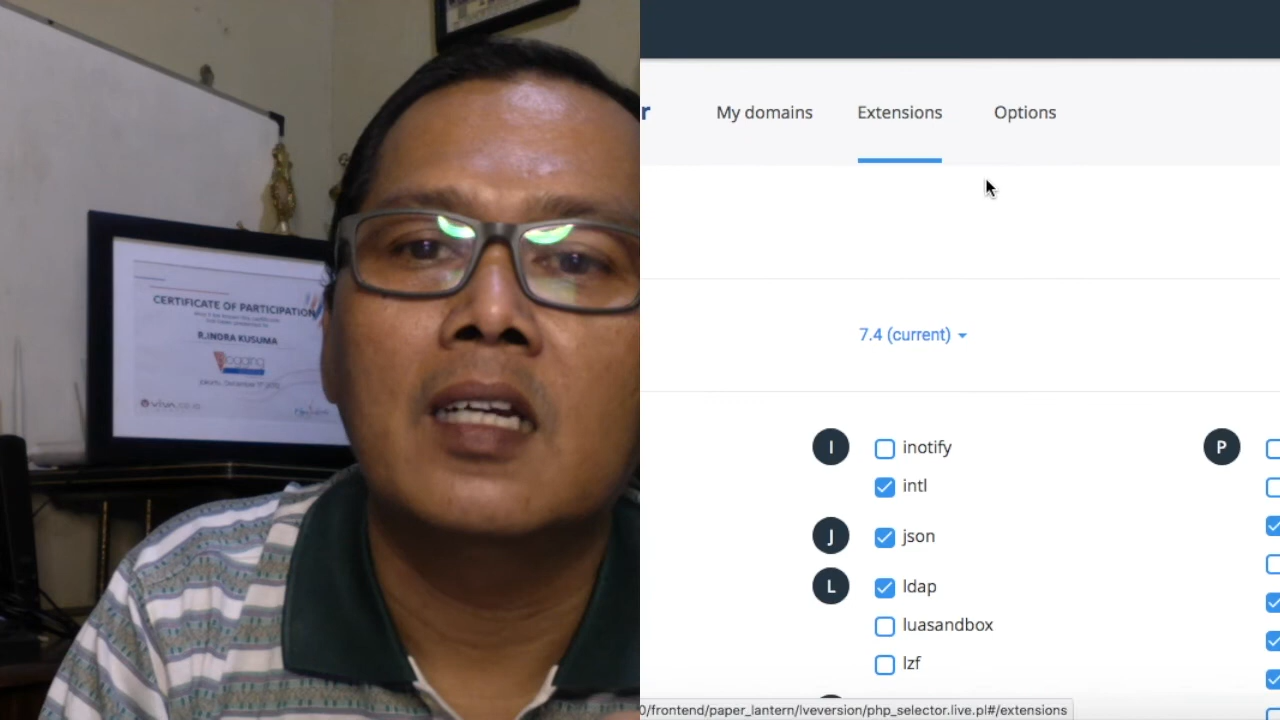 CERTIFICATE OF PARTICIPATION
R.INDRA KUSUMA
r
My domains
Extensions
Options
7.4 (current)
I
inotify
intl
J
json
L
ldap
luasandbox
lzf
P
0/frontend/paper_lantern/lveversion/php_selector.live.pl#/extensions